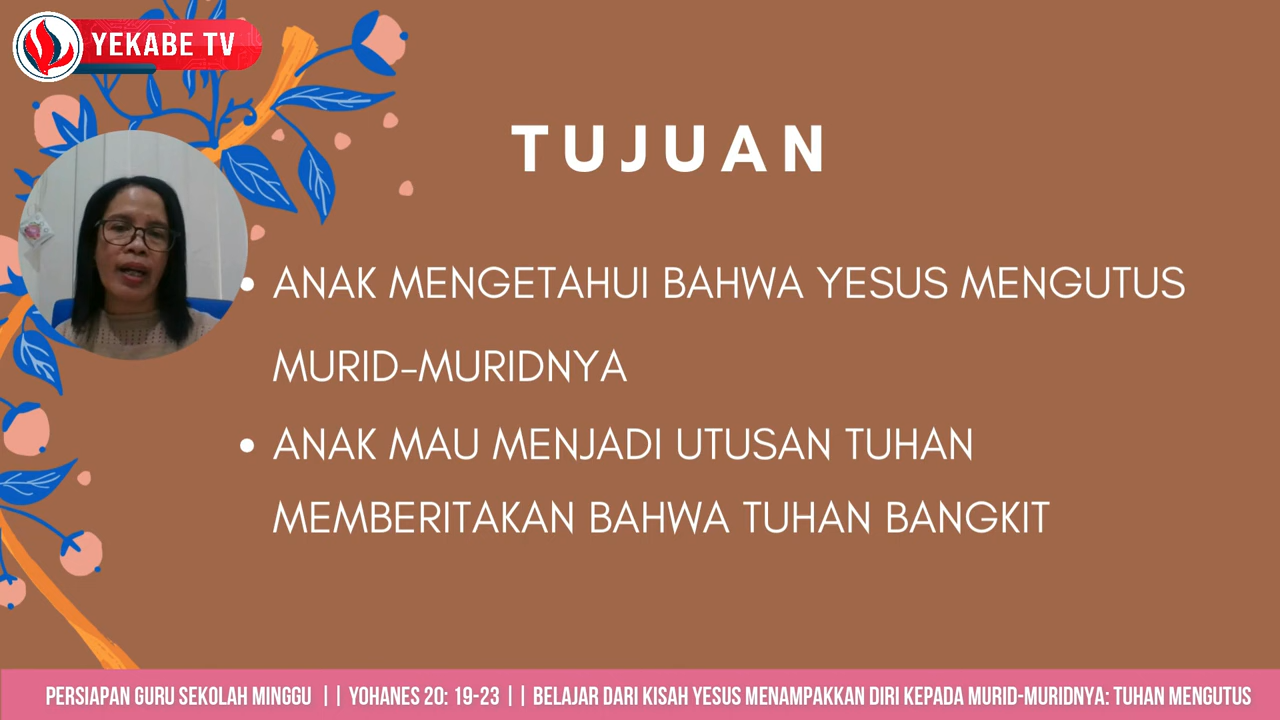 YEKABE TV
TUJUAN
• ANAK MENGETAHUI BAHWA YESUS MENGUTUS
MURID-MURIDNYA
• ANAK MAU MENJADI UTUSAN TUHAN
MEMBERITAKAN BAHWA TUHAN BANGKIT
PERSIAPAN GURU SEKOLAH MINGGU || YOHANES 20: 19-23 || BELAJAR DARI KISAH YESUS MENAMPAKKAN DIRI KEPADA MURID-MURIDNYA: TUHAN MENGUTUS